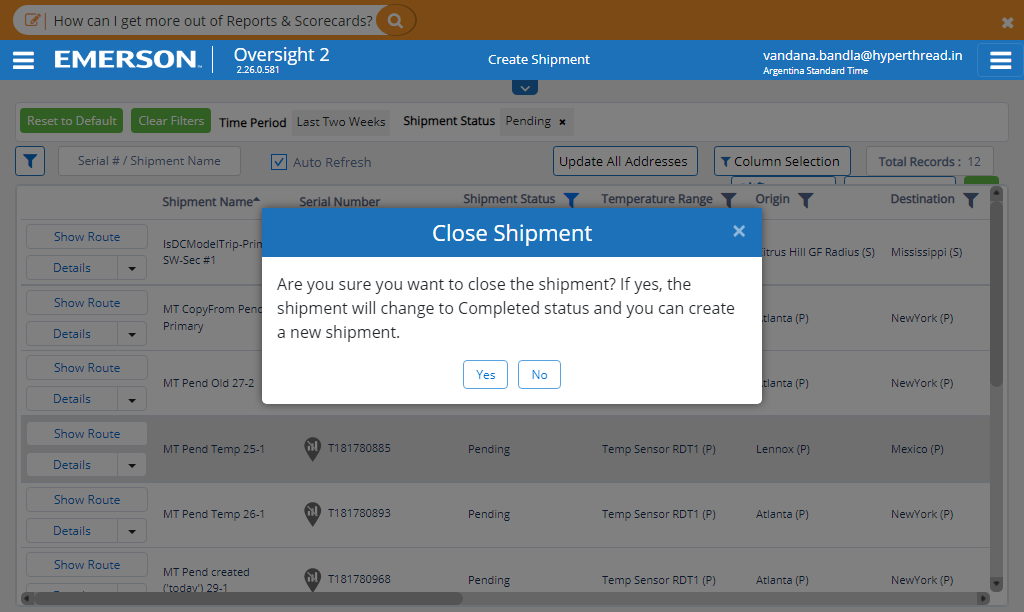 How can I get more out of Reports & Scorecards?
EMERSON
Oversight 2
2.26.0.581
Create Shipment
vandana.bandla@hyperthread.in
Argentina Standard Time
Reset to Default
Clear Filters
Time Period
Last Two Weeks
Shipment Status
Pending ×
Serial # / Shipment Name
Auto Refresh
Update All Addresses
Column Selection
Total Records : 12
Shipment Name
Serial Number
Shipment Status
Temperature Range
Origin
Destination
Close Shipment
×
Are you sure you want to close the shipment? If yes, the
shipment will change to Completed status and you can create
a new shipment.
Yes
No
Show Route
Details
IsDCModelTrip-Prim
SW-Sec #1
Citrus Hill GF Radius (S)
Mississippi (S)
Show Route
Details
MT CopyFrom Pend
Primary
Atlanta (P)
NewYork (P)
Show Route
Details
MT Pend Old 27-2
Atlanta (P)
NewYork (P)
Show Route
Details
MT Pend Temp 25-1
T181780885
Pending
Temp Sensor RDT1 (P)
Lennox (P)
Mexico (P)
Show Route
Details
MT Pend Temp 26-1
T181780893
Pending
Temp Sensor RDT1 (P)
Atlanta (P)
NewYork (P)
Show Route
MT Pend created
('today') 29-1
T181780968
Pending
Temp Sensor RDT1 (P)
Atlanta (P)
NewYork (P)